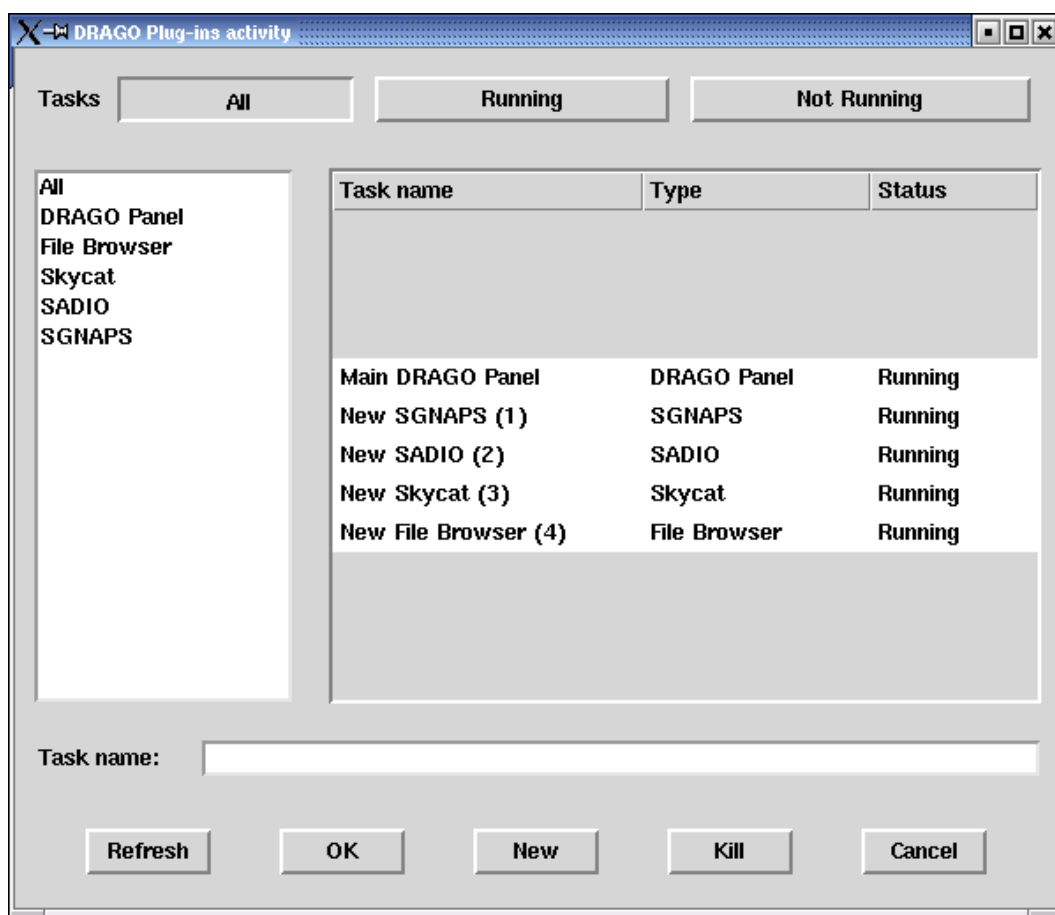 DRAGO Plug-ins activity
Tasks All Running Not Running
All
DRAGO Panel
File Browser
Skycat
SADIO
SGNAPS
Task name Type Status
Main DRAGO Panel DRAGO Panel Running
New SGNAPS (1) SGNAPS Running
New SADIO (2) SADIO Running
New Skycat (3) Skycat Running
New File Browser (4) File Browser Running
Task name:
Refresh OK New Kill Cancel